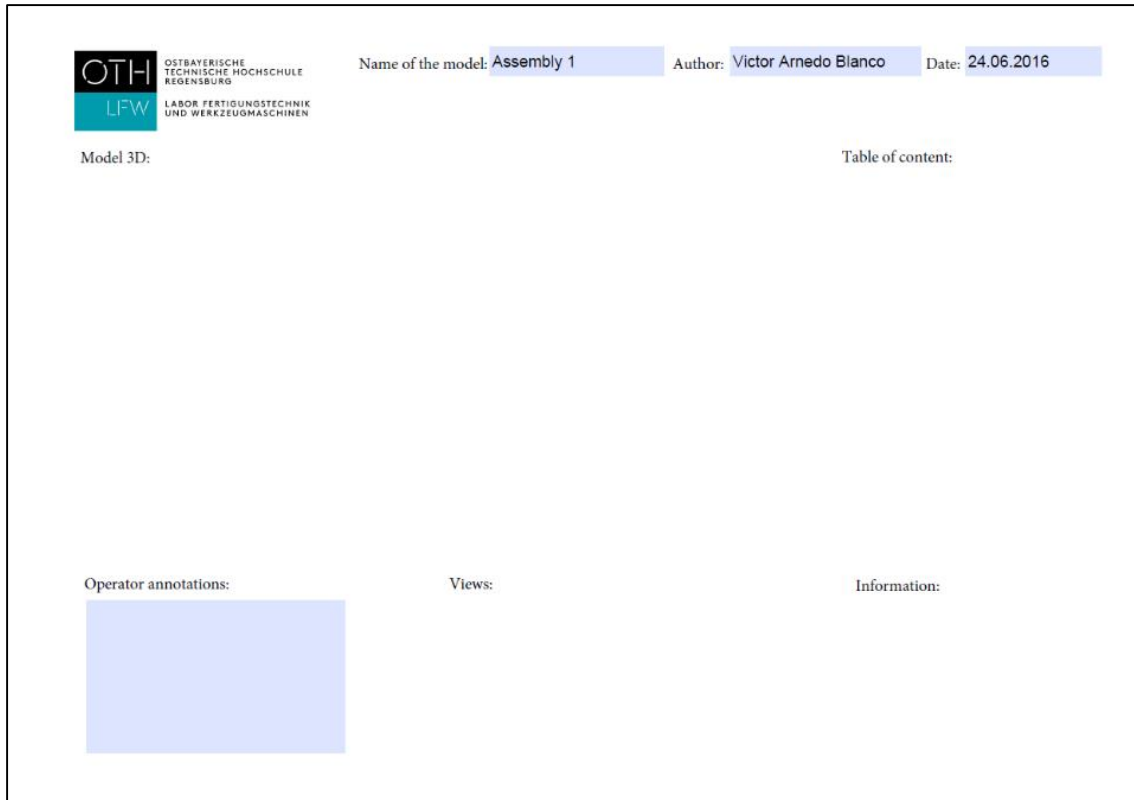 OTH
LFW
OSTBAYERISCHE
TECHNISCHE HOCHSCHULE
REGENSBURG
LABOR FERTIGUNGSTECHNIK
UND WERKZEUGMASCHINEN
Name of the model: Assembly 1 Author: Victor Arnedo Blanco Date: 24.06.2016
Model 3D: Table of content:
Operator annotations: Views: Information: